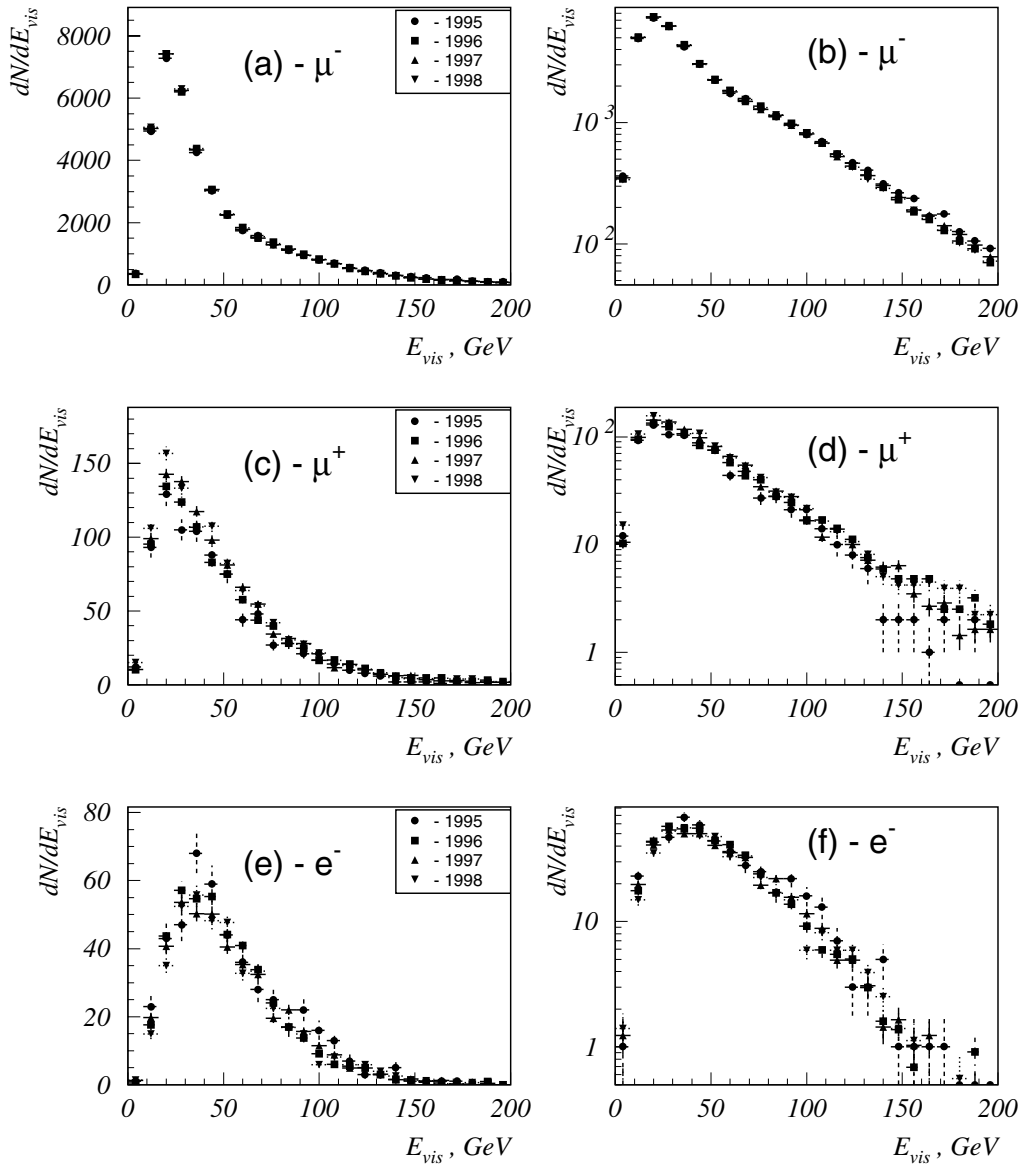 dN/dE_vis
8000
6000
4000
2000
0
(a) - μ⁻
● - 1995
■ - 1996
▲ - 1997
▼ - 1998
0 50 100 150 200
E_vis , GeV
dN/dE_vis
10³
10²
(b) - μ⁻
0 50 100 150 200
E_vis , GeV
dN/dE_vis
150
100
50
0
(c) - μ⁺
● - 1995
■ - 1996
▲ - 1997
▼ - 1998
0 50 100 150 200
E_vis , GeV
dN/dE_vis
10²
10
1
(d) - μ⁺
0 50 100 150 200
E_vis , GeV
dN/dE_vis
80
60
40
20
0
(e) - e⁻
● - 1995
■ - 1996
▲ - 1997
▼ - 1998
0 50 100 150 200
E_vis , GeV
dN/dE_vis
10
1
(f) - e⁻
0 50 100 150 200
E_vis , GeV